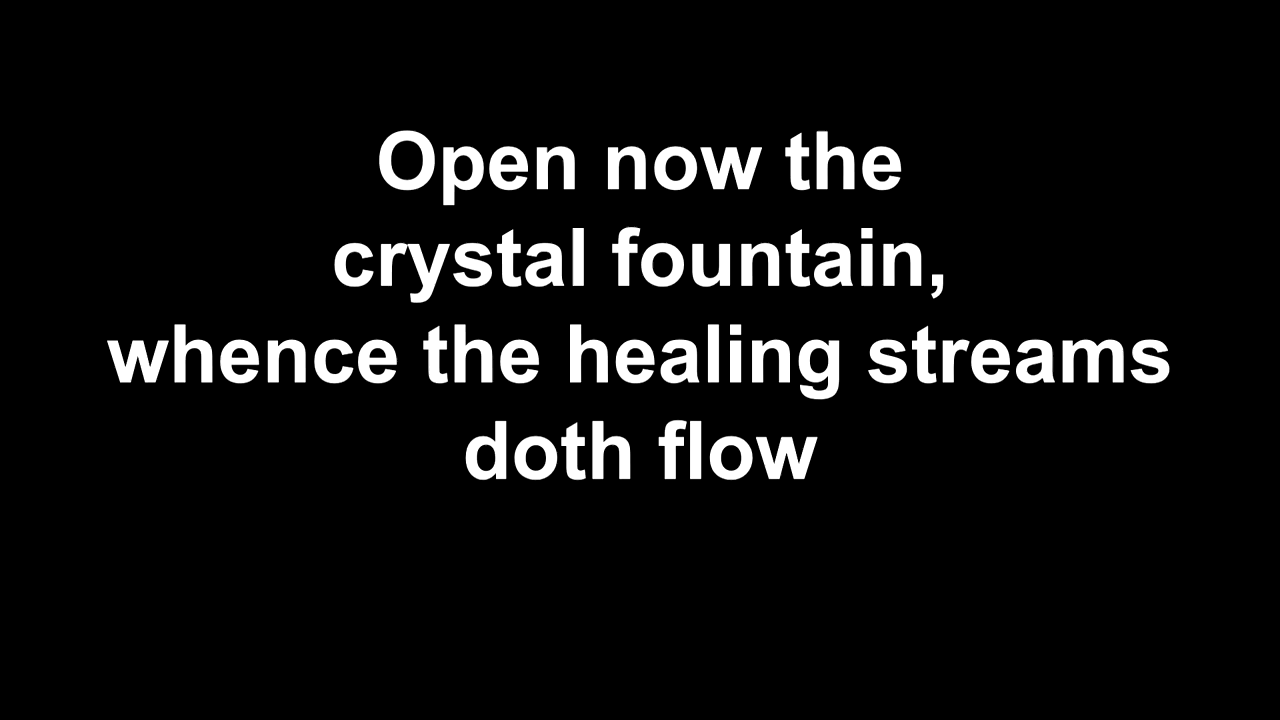 Open now the
crystal fountain,
whence the healing streams
doth flow